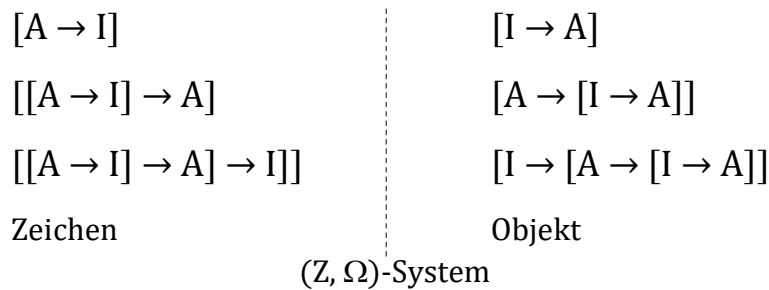 [A → I] [I → A]
[[A → I] → A] [A → [I → A]]
[[A → I] → A] → I]] [I → [A → [I → A]]
Zeichen Objekt
(Z, Ω)-System